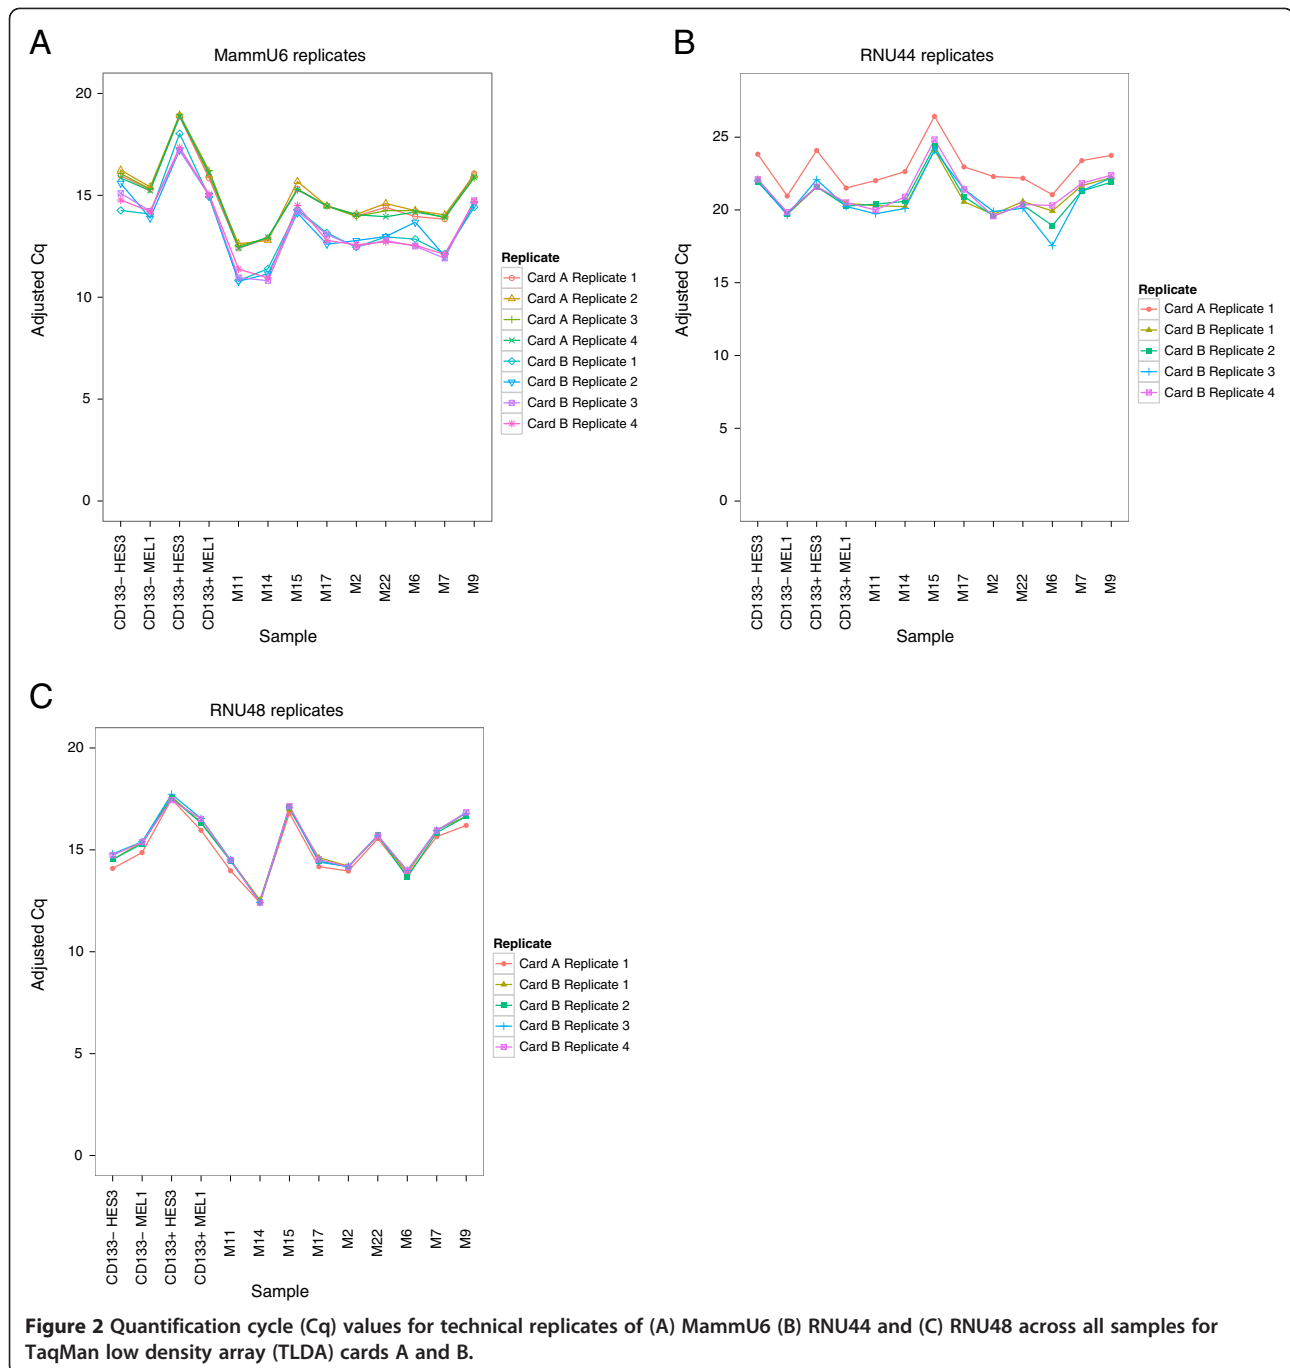 A
MammU6 replicates
20
15
10
5
0
Adjusted Cq
CD133– HES3
CD133– MEL1
CD133+ HES3
CD133+ MEL1
M11
M14
M15
M17
M2
M22
M6
M7
M9
Sample
Replicate
Card A Replicate 1
Card A Replicate 2
Card A Replicate 3
Card A Replicate 4
Card B Replicate 1
Card B Replicate 2
Card B Replicate 3
Card B Replicate 4
B
RNU44 replicates
25
20
15
10
5
0
Adjusted Cq
CD133– HES3
CD133– MEL1
CD133+ HES3
CD133+ MEL1
M11
M14
M15
M17
M2
M22
M6
M7
M9
Sample
Replicate
Card A Replicate 1
Card B Replicate 1
Card B Replicate 2
Card B Replicate 3
Card B Replicate 4
C
RNU48 replicates
20
15
10
5
0
Adjusted Cq
CD133– HES3
CD133– MEL1
CD133+ HES3
CD133+ MEL1
M11
M14
M15
M17
M2
M22
M6
M7
M9
Sample
Replicate
Card A Replicate 1
Card B Replicate 1
Card B Replicate 2
Card B Replicate 3
Card B Replicate 4
Figure 2 Quantification cycle (Cq) values for technical replicates of (A) MammU6 (B) RNU44 and (C) RNU48 across all samples for
TaqMan low density array (TLDA) cards A and B.